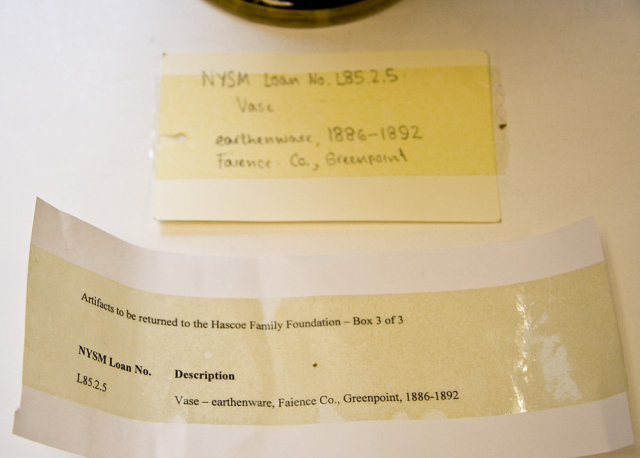 NYSM Loan No. L85.2.5
Vase
earthenware, 1886-1892
Faience Co., Greenpoint
Artifacts to be returned to the Hascoe Family Foundation – Box 3 of 3
NYSM Loan No. Description
L85.2.5 Vase – earthenware, Faience Co., Greenpoint, 1886-1892